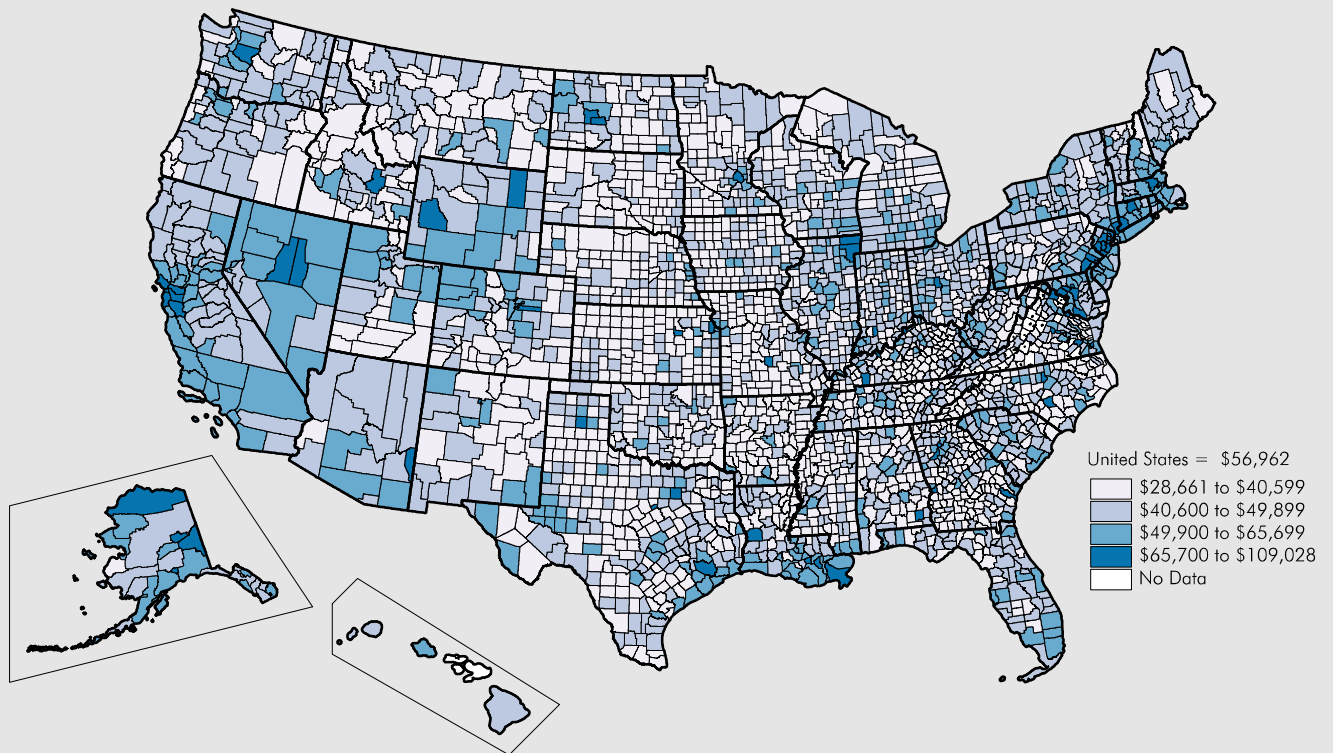 United States = $56,962
$28,661 to $40,599
$40,600 to $49,899
$49,900 to $65,699
$65,700 to $109,028
No Data